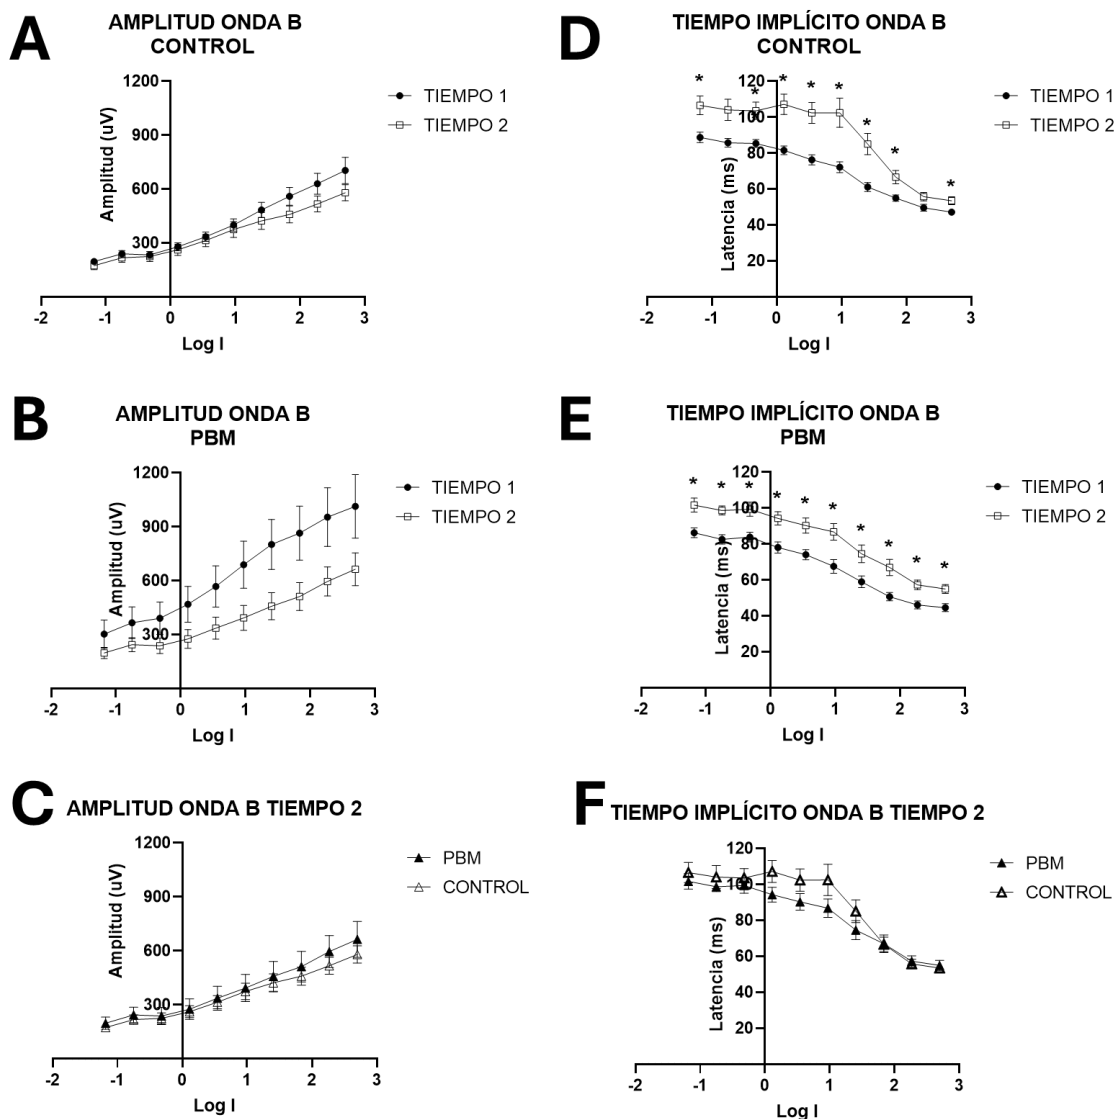 A
AMPLITUD ONDA B
CONTROL
Amplitud (uV)
1200
900
600
300
-2 -1 0 1 2 3
Log I
TIEMPO 1
TIEMPO 2
D
TIEMPO IMPLÍCITO ONDA B
CONTROL
Latencia (ms)
120
100
80
60
40
20
* * * * * * * * *
-2 -1 0 1 2 3
Log I
TIEMPO 1
TIEMPO 2
B
AMPLITUD ONDA B
PBM
Amplitud (uV)
1200
900
600
300
-2 -1 0 1 2 3
Log I
TIEMPO 1
TIEMPO 2
E
TIEMPO IMPLÍCITO ONDA B
PBM
Latencia (ms)
120
100
80
60
40
20
* * * * * * * * * *
-2 -1 0 1 2 3
Log I
TIEMPO 1
TIEMPO 2
C
AMPLITUD ONDA B TIEMPO 2
Amplitud (uV)
1200
900
600
300
-2 -1 0 1 2 3
Log I
PBM
CONTROL
F
TIEMPO IMPLÍCITO ONDA B TIEMPO 2
Latencia (ms)
120
100
80
60
40
20
-2 -1 0 1 2 3
Log I
PBM
CONTROL